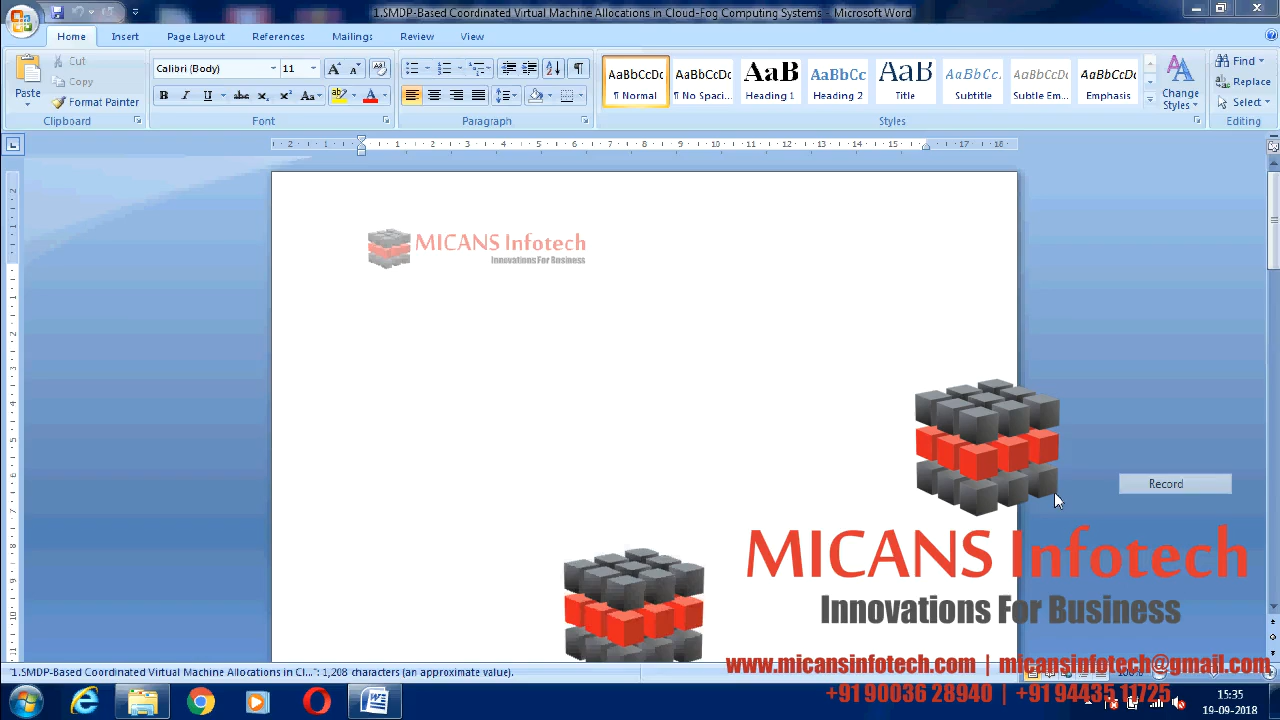 1.SMDP-Based Coordinated Virtual Machine Allocations in Cloud-Fog Computing Systems - Microsoft Word
Home Insert Page Layout References Mailings Review View
Paste
Cut
Copy
Format Painter
Clipboard
Calibri (Body) 11
Font
Paragraph
AaBbCcDc AaBbCcDc AaB AaBbCc AaB AaBbCc. AaBbCcDc AaBbCcDc
¶ Normal ¶ No Spaci... Heading 1 Heading 2 Title Subtitle Subtle Em... Emphasis
Change Styles
Styles
Find
Replace
Select
Editing
MICANS Infotech
Innovations For Business
Record
MICANS Infotech
Innovations For Business
www.micansinfotech.com | micansinfotech@gmail.com
+91 90036 28940 | +91 94435 11725
1.SMDP-Based Coordinated Virtual Machine Allocations in Cl...": 1,208 characters (an approximate value).
15:35
19-09-2018